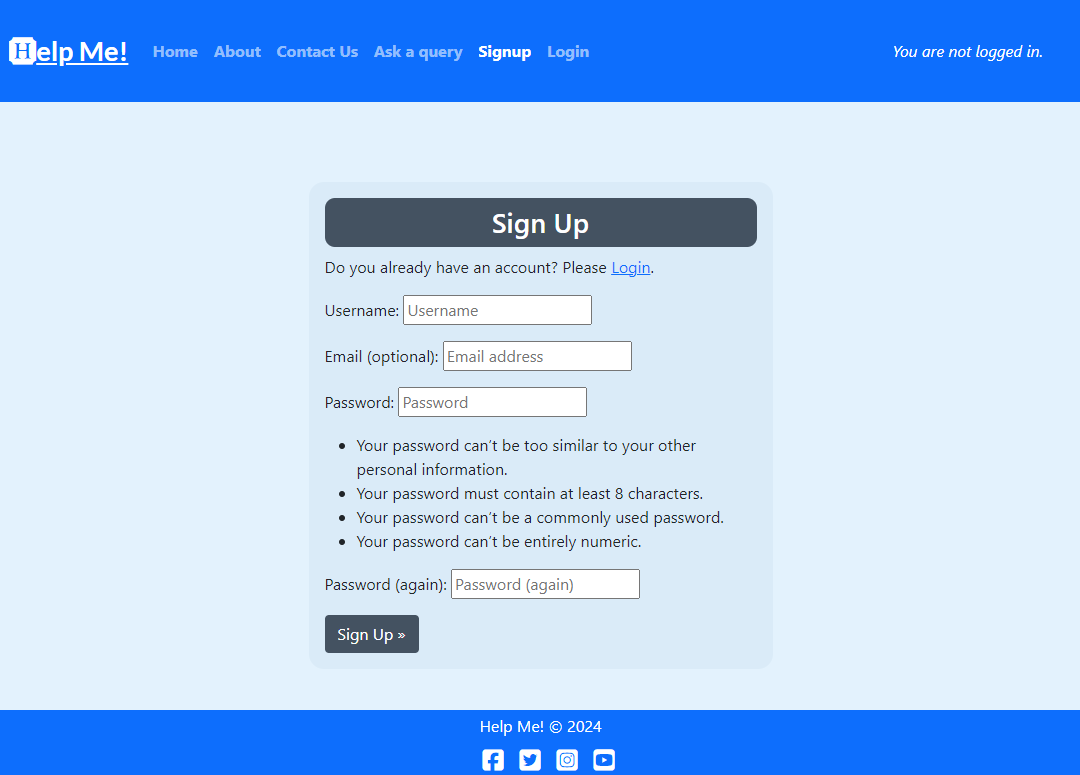 Help Me! Home About Contact Us Ask a query Signup Login You are not logged in.
Sign Up
Do you already have an account? Please Login.
Username: Username
Email (optional): Email address
Password: Password
• Your password can't be too similar to your other
personal information.
• Your password must contain at least 8 characters.
• Your password can't be a commonly used password.
• Your password can't be entirely numeric.
Password (again): Password (again)
Sign Up »
Help Me! © 2024